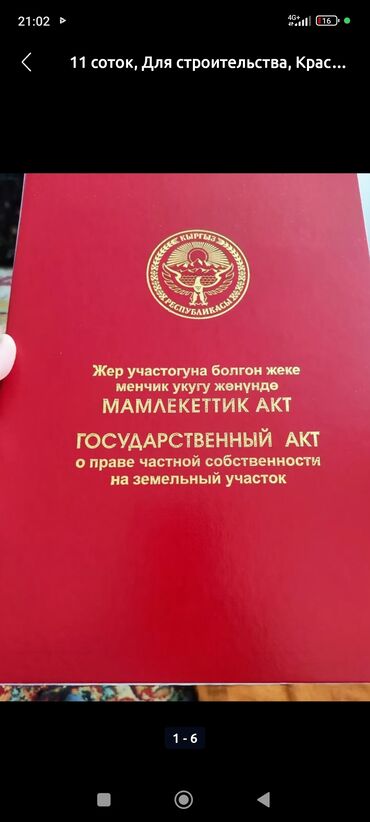 21:02
4G+
16
11 соток, Для строительства, Крас...
КЫРГЫЗ
РЕСПУБЛИКАСЫ
Жер участогуна болгон жеке
менчик укугу жөнүндө
МАМЛЕКЕТТИК АКТ
ГОСУДАРСТВЕННЫЙ АКТ
о праве частной собственности
на земельный участок
1 - 6